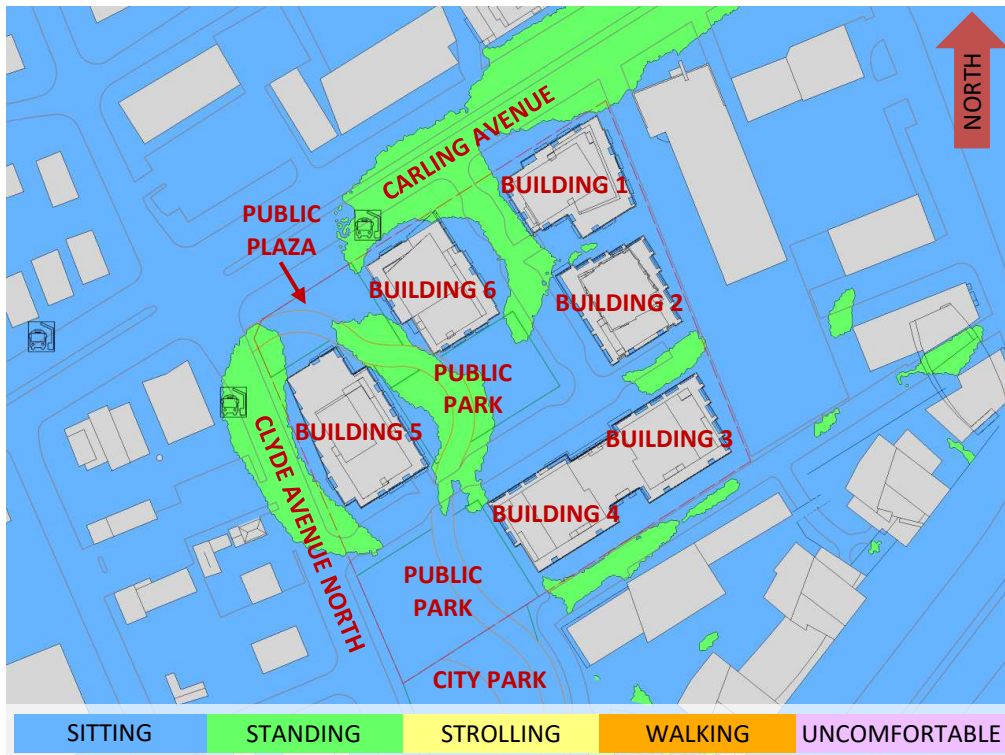 NORTH
CARLING AVENUE
BUILDING 1
PUBLIC
PLAZA
BUILDING 6
BUILDING 2
PUBLIC
PARK
BUILDING 5
CLYDE AVENUE NORTH
BUILDING 3
BUILDING 4
PUBLIC
PARK
CITY PARK
SITTING
STANDING
STROLLING
WALKING
UNCOMFORTABLE